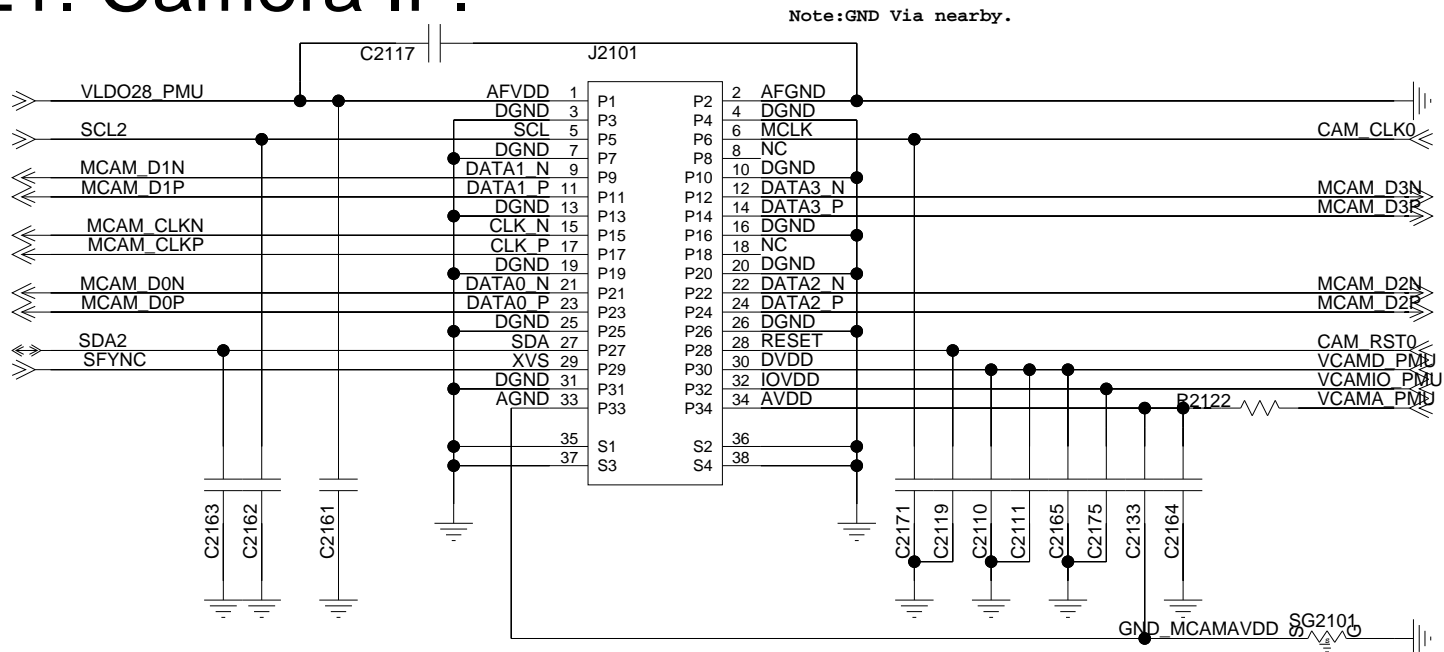 Note:GND Via nearby.
C2117
J2101
VLDO28_PMU AFVDD 1 P1 P2 2 AFGND
DGND 3 P3 P4 4 DGND
SCL2 SCL 5 P5 P6 6 MCLK CAM_CLK0
DGND 7 P7 P8 8 NC
MCAM_D1N DATA1_N 9 P9 P10 10 DGND
MCAM_D1P DATA1_P 11 P11 P12 12 DATA3_N MCAM_D3N
DGND 13 P13 P14 14 DATA3_P MCAM_D3P
MCAM_CLKN CLK_N 15 P15 P16 16 DGND
MCAM_CLKP CLK_P 17 P17 P18 18 NC
DGND 19 P19 P20 20 DGND
MCAM_D0N DATA0_N 21 P21 P22 22 DATA2_N MCAM_D2N
MCAM_D0P DATA0_P 23 P23 P24 24 DATA2_P MCAM_D2P
DGND 25 P25 P26 26 DGND
SDA2 SDA 27 P27 P28 28 RESET CAM_RST0
SFYNC XVS 29 P29 P30 30 DVDD VCAMD_PMU
DGND 31 P31 P32 32 IOVDD VCAMIO_PMU
AGND 33 P33 P34 34 AVDD R2122 VCAMA_PMU
35 S1 S2 36
37 S3 S4 38
C2163 C2162 C2161 C2171 C2119 C2110 C2111 C2165 C2175 C2133 C2164
GND_MCAMAVDD S SG2101 G